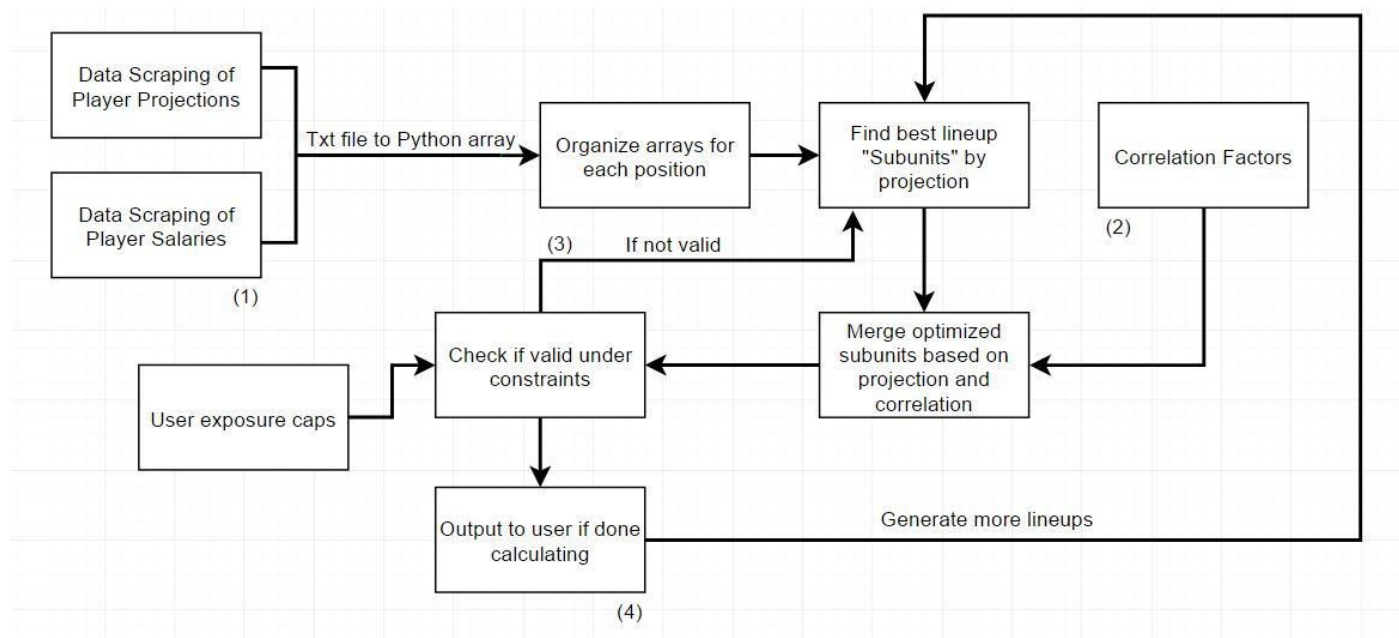 Data Scraping of
Player Projections
Data Scraping of
Player Salaries
(1)
Txt file to Python array
Organize arrays for
each position
Find best lineup
"Subunits" by
projection
Correlation Factors
(2)
(3)
If not valid
Check if valid under
constraints
Merge optimized
subunits based on
projection and
correlation
User exposure caps
Output to user if done
calculating
(4)
Generate more lineups